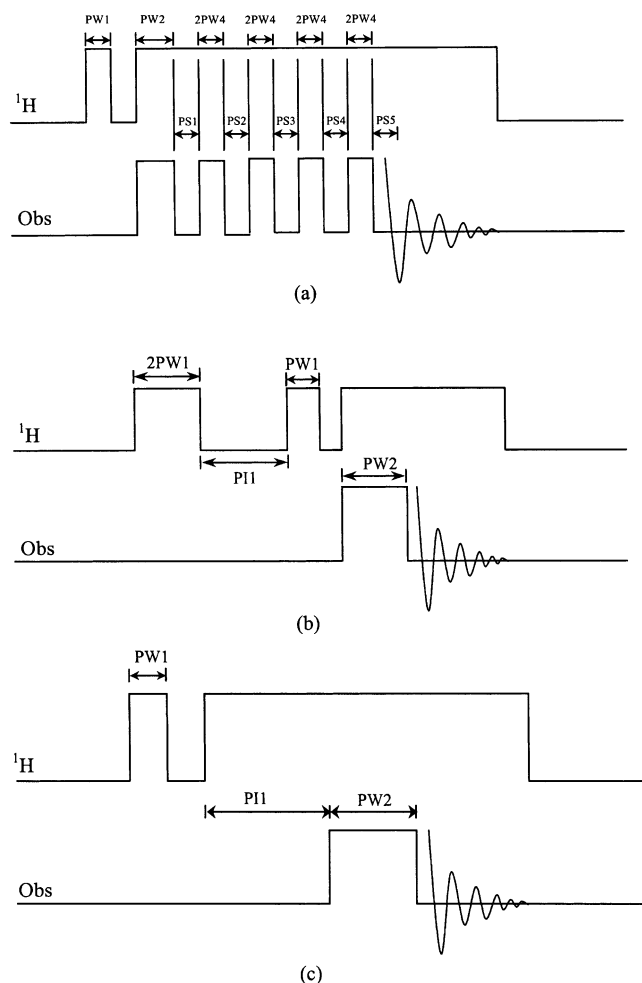 PW1 PW2 2PW4 2PW4 2PW4 2PW4
1H
PS1 PS2 PS3 PS4 PS5
Obs
(a)
2PW1 PW1
1H
PI1 PW2
Obs
(b)
PW1
1H
PI1 PW2
Obs
(c)